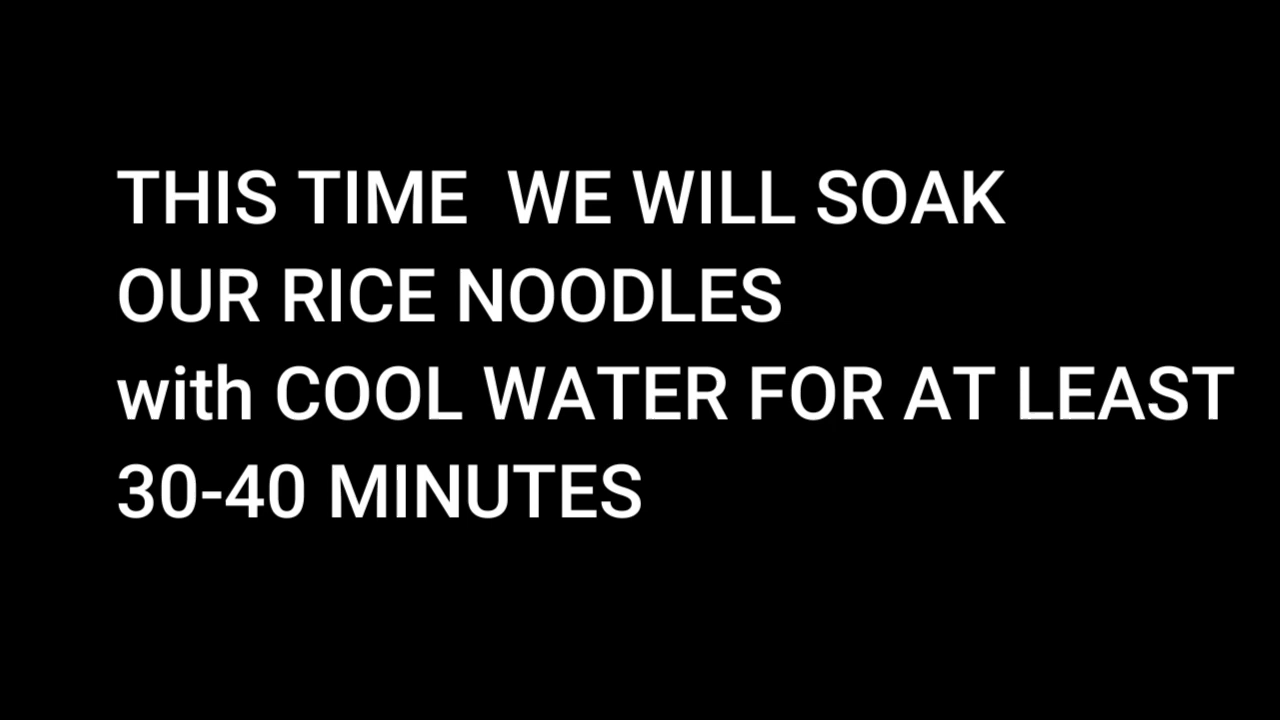 THIS TIME  WE WILL SOAK
OUR RICE NOODLES
with COOL WATER FOR AT LEAST
30-40 MINUTES